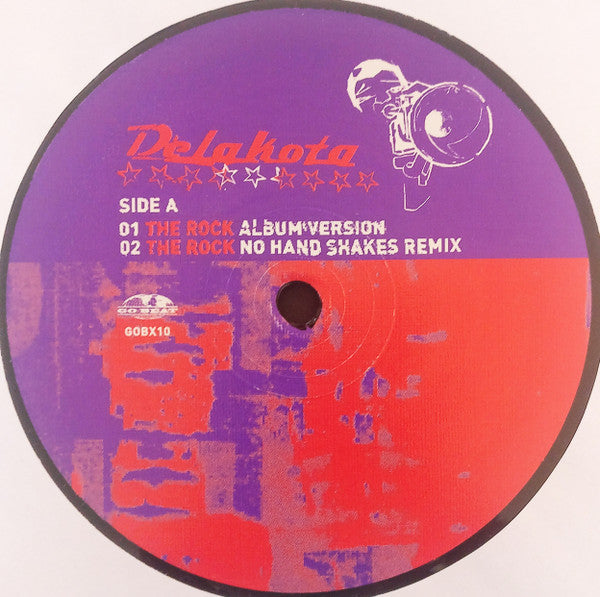 Delakota
SIDE A
01 THE ROCK ALBUM VERSION
02 THE ROCK NO HAND SHAKES REMIX
GO BEAT
GOBX10